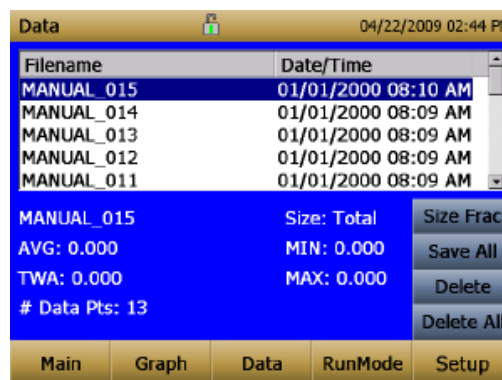 Data 04/22/2009 02:44 P
Filename Date/Time
MANUAL_015 01/01/2000 08:10 AM
MANUAL_014 01/01/2000 08:09 AM
MANUAL_013 01/01/2000 08:09 AM
MANUAL_012 01/01/2000 08:09 AM
MANUAL_011 01/01/2000 08:09 AM
MANUAL_015 Size: Total Size Frac
AVG: 0.000 MIN: 0.000 Save All
TWA: 0.000 MAX: 0.000 Delete
# Data Pts: 13 Delete All
Main Graph Data RunMode Setup